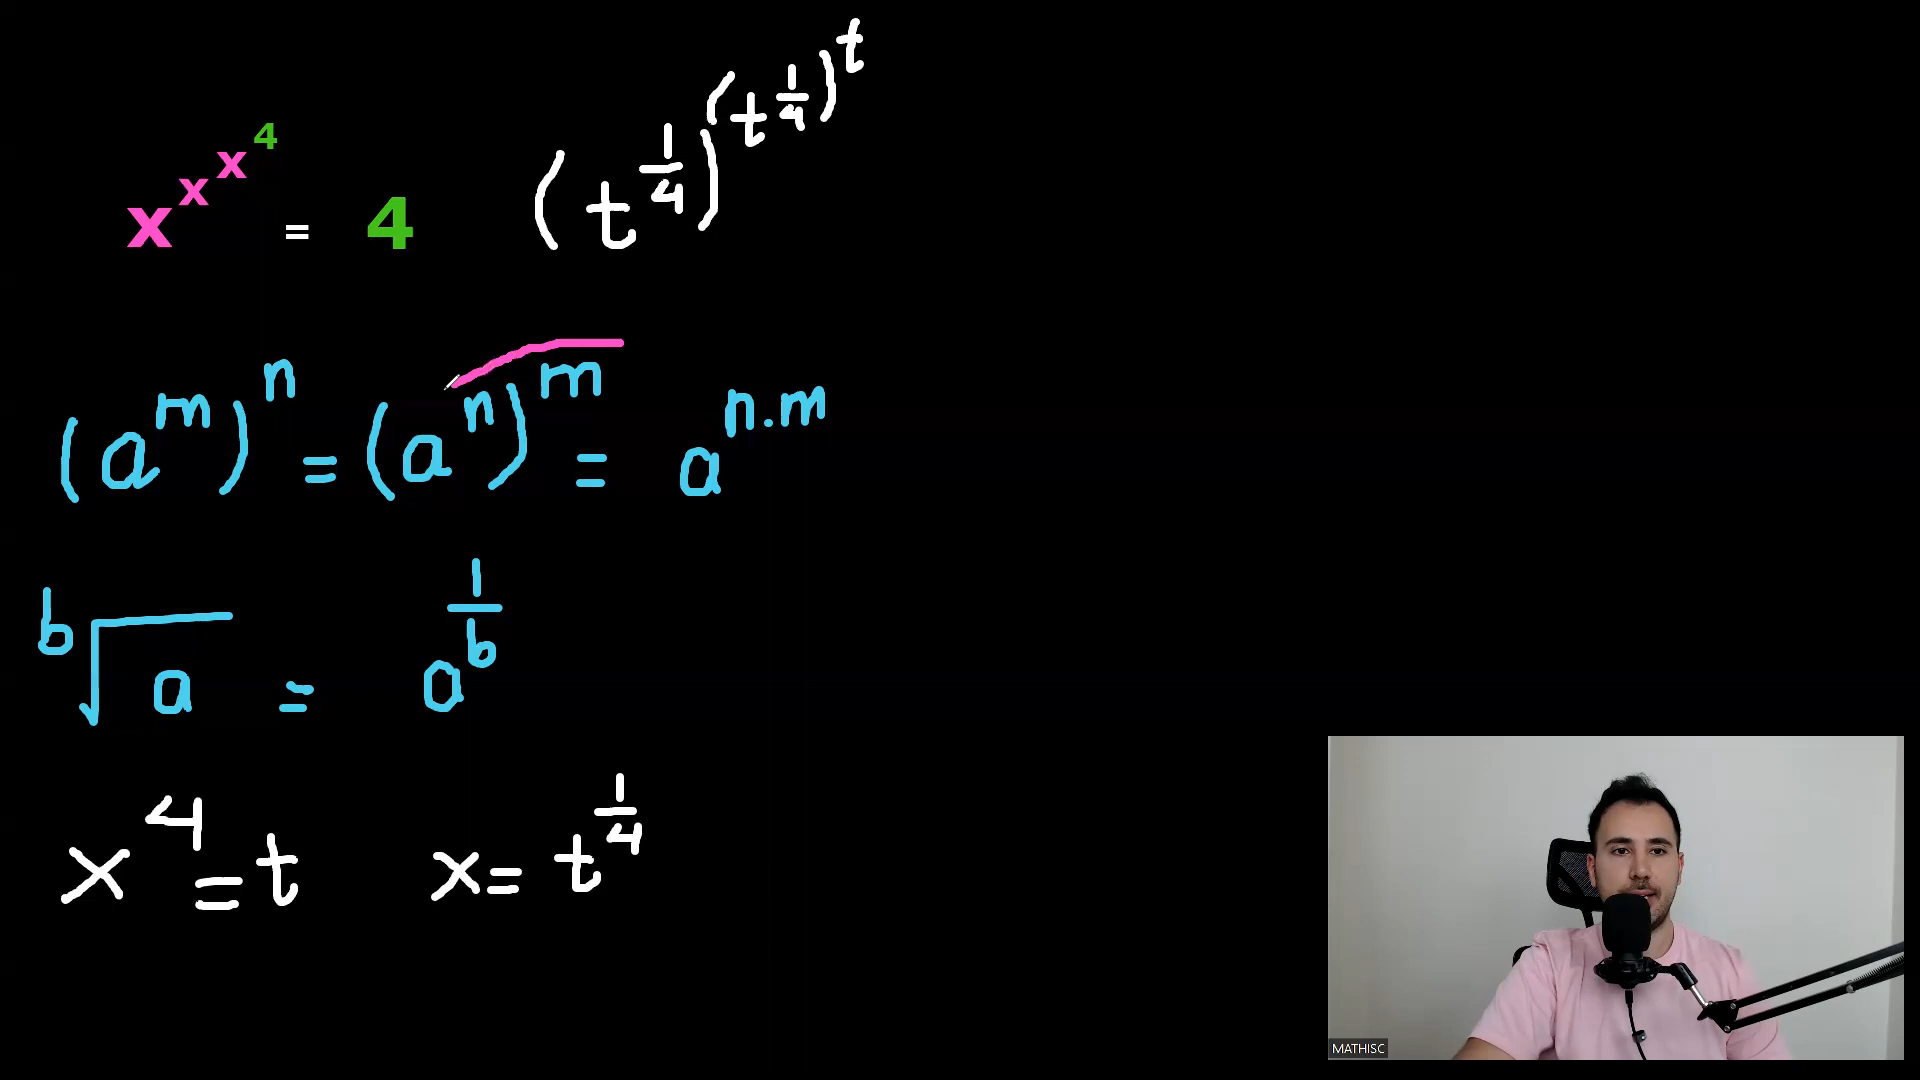 x^x^x^4 = 4 (t^1/4)^(t^1/4)^t
(a^m)^n = (a^n)^m = a^n.m
b√a = a^1/b
x^4 = t x = t^1/4
MATHISC